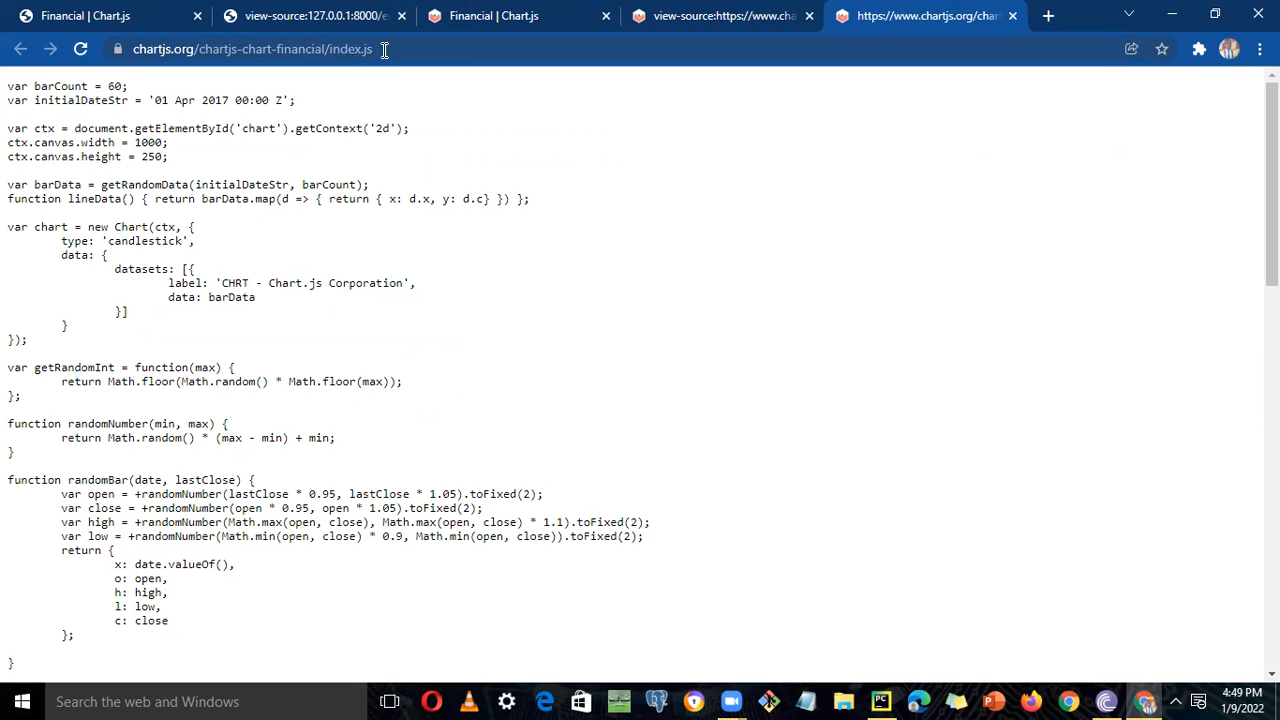 Financial | Chart.js
view-source:127.0.0.1:8000/e
Financial | Chart.js
view-source:https://www.cha
https://www.chartjs.org/char
chartjs.org/chartjs-chart-financial/index.js
var barCount = 60;
var initialDateStr = '01 Apr 2017 00:00 Z';
var ctx = document.getElementById('chart').getContext('2d');
ctx.canvas.width = 1000;
ctx.canvas.height = 250;
var barData = getRandomData(initialDateStr, barCount);
function lineData() { return barData.map(d => { return { x: d.x, y: d.c} }) };
var chart = new Chart(ctx, {
type: 'candlestick',
data: {
datasets: [{
label: 'CHRT - Chart.js Corporation',
data: barData
}]
}
});
var getRandomInt = function(max) {
return Math.floor(Math.random() * Math.floor(max));
};
function randomNumber(min, max) {
return Math.random() * (max - min) + min;
}
function randomBar(date, lastClose) {
var open = +randomNumber(lastClose * 0.95, lastClose * 1.05).toFixed(2);
var close = +randomNumber(open * 0.95, open * 1.05).toFixed(2);
var high = +randomNumber(Math.max(open, close), Math.max(open, close) * 1.1).toFixed(2);
var low = +randomNumber(Math.min(open, close) * 0.9, Math.min(open, close)).toFixed(2);
return {
x: date.valueOf(),
o: open,
h: high,
l: low,
c: close
};
}
Search the Web and Windows
4:49 PM
1/9/2022